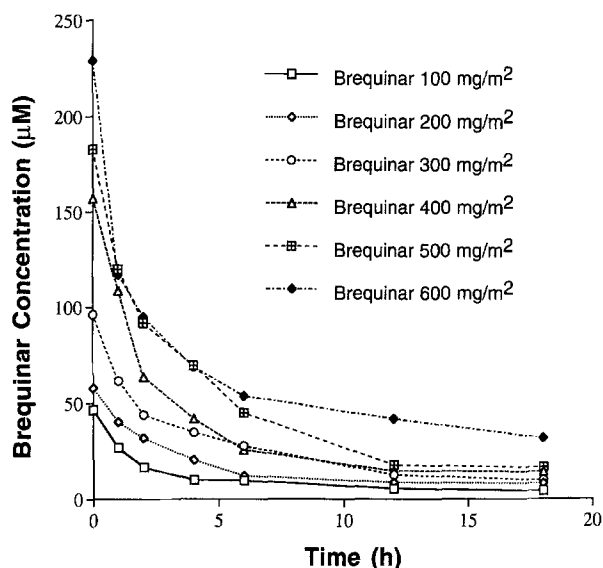 250
200
150
100
50
0
Brequinar Concentration (μM)
0
5
10
15
20
Time (h)
Brequinar 100 mg/m²
Brequinar 200 mg/m²
Brequinar 300 mg/m²
Brequinar 400 mg/m²
Brequinar 500 mg/m²
Brequinar 600 mg/m²